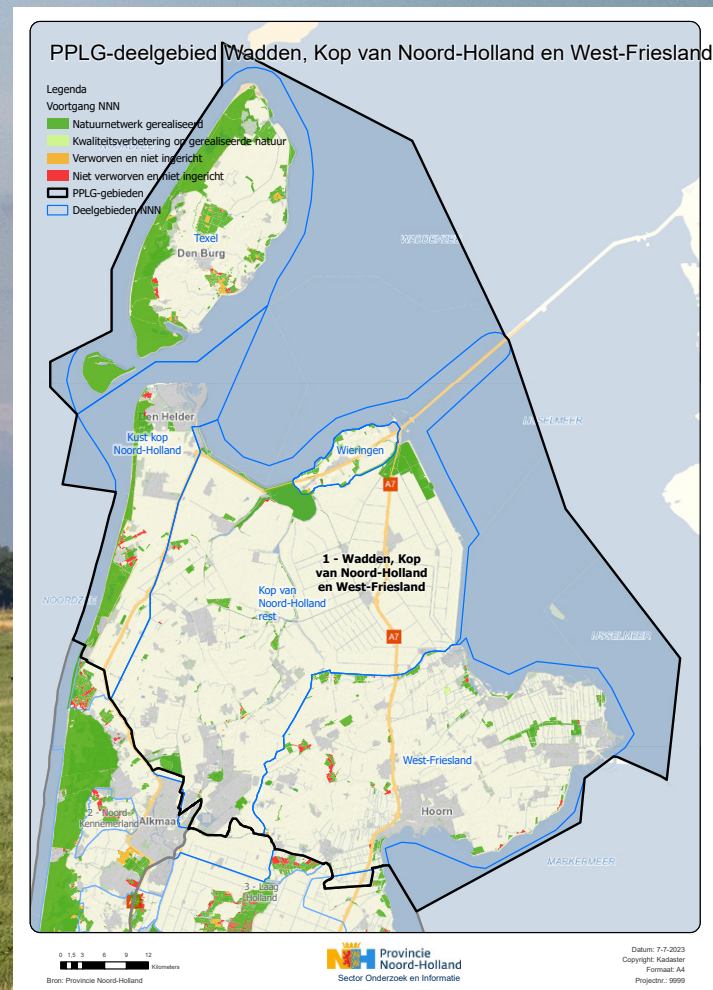 PPLG-deelgebied Wadden, Kop van Noord-Holland en West-Friesland
Legenda
Voortgang NNN
Natuurnetwerk gerealiseerd
Kwaliteitsverbetering op gerealiseerde natuur
Verworven en niet ingericht
Niet verworven en niet ingericht
PPLG-gebieden
Deelgebieden NNN
NOORDZEE
Texel
Den Burg
WADDENZEE
Den Helder
Kust kop
Noord-Holland
Wieringen
IJSSELMEER
A7
1 - Wadden, Kop
van Noord-Holland
en West-Friesland
Kop van
Noord-Holland
rest
NOORDZEE
A7
IJSSELMEER
West-Friesland
Hoorn
2 - Noord-
Kennemerland
Alkmaar
MARKERMEER
3 - Laag
Holland
0 1,5 3 6 9 12
Kilometers
Bron: Provincie Noord-Holland
NH
Provincie
Noord-Holland
Sector Onderzoek en Informatie
Datum: 7-7-2023
Copyright: Kadaster
Formaat: A4
Projectnr.: 9999